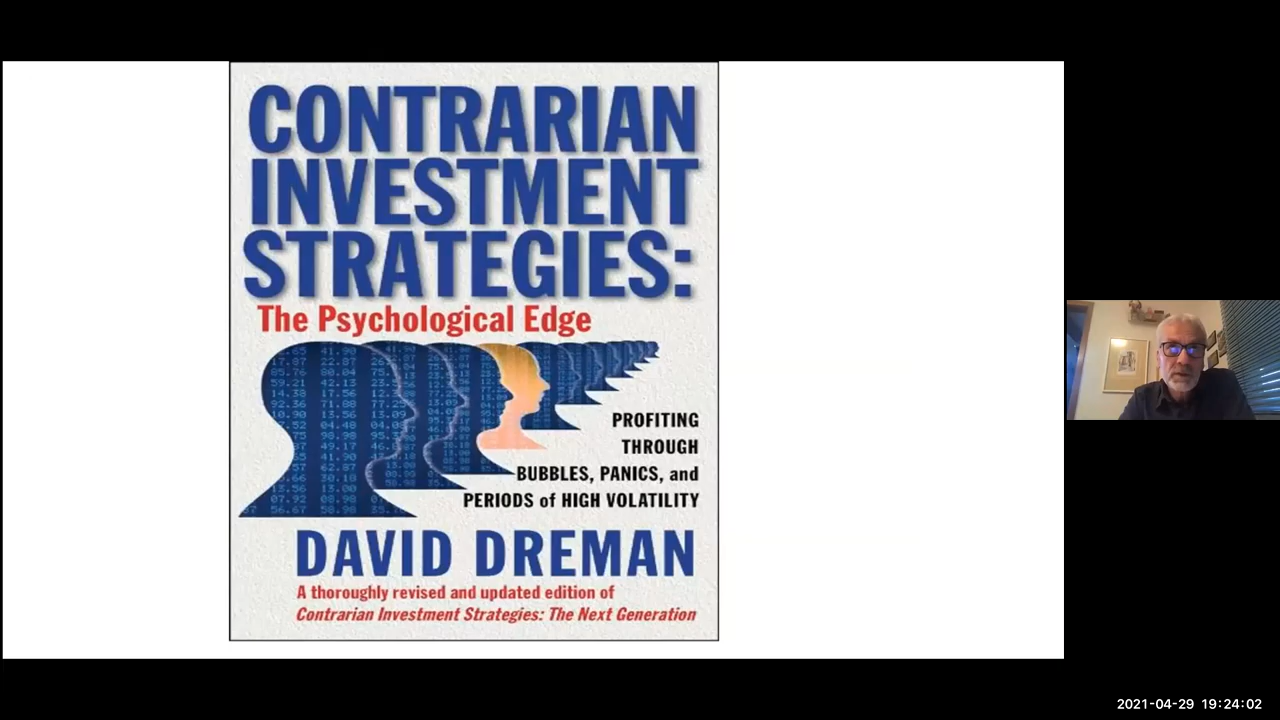 CONTRARIAN
INVESTMENT
STRATEGIES:
The Psychological Edge
PROFITING
THROUGH
BUBBLES, PANICS, and
PERIODS of HIGH VOLATILITY
DAVID DREMAN
A thoroughly revised and updated edition of
Contrarian Investment Strategies: The Next Generation
2021-04-29 19:24:02